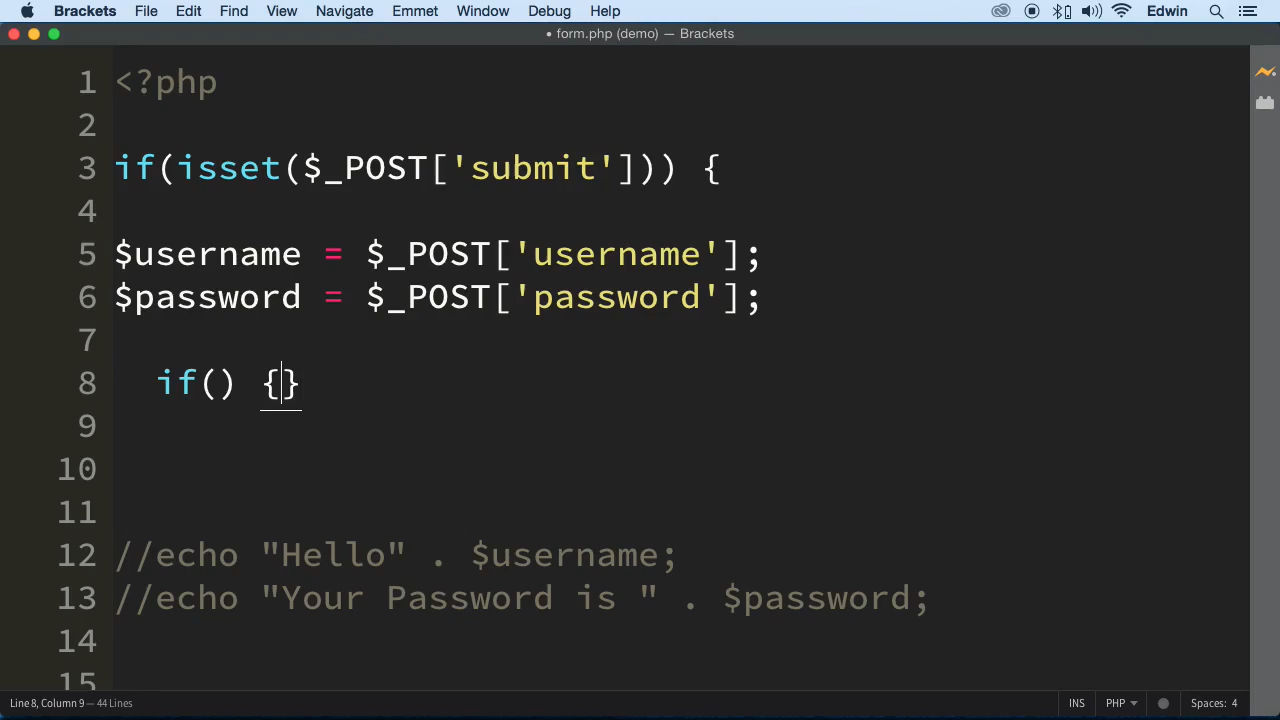 Brackets File Edit Find View Navigate Emmet Window Debug Help Edwin
• form.php (demo) — Brackets
1 <?php
2
3 if(isset($_POST['submit'])) {
4
5 $username = $_POST['username'];
6 $password = $_POST['password'];
7
8 if() {}
9
10
11
12 //echo "Hello" . $username;
13 //echo "Your Password is " . $password;
14
15
Line 8, Column 9 — 44 Lines INS PHP Spaces: 4